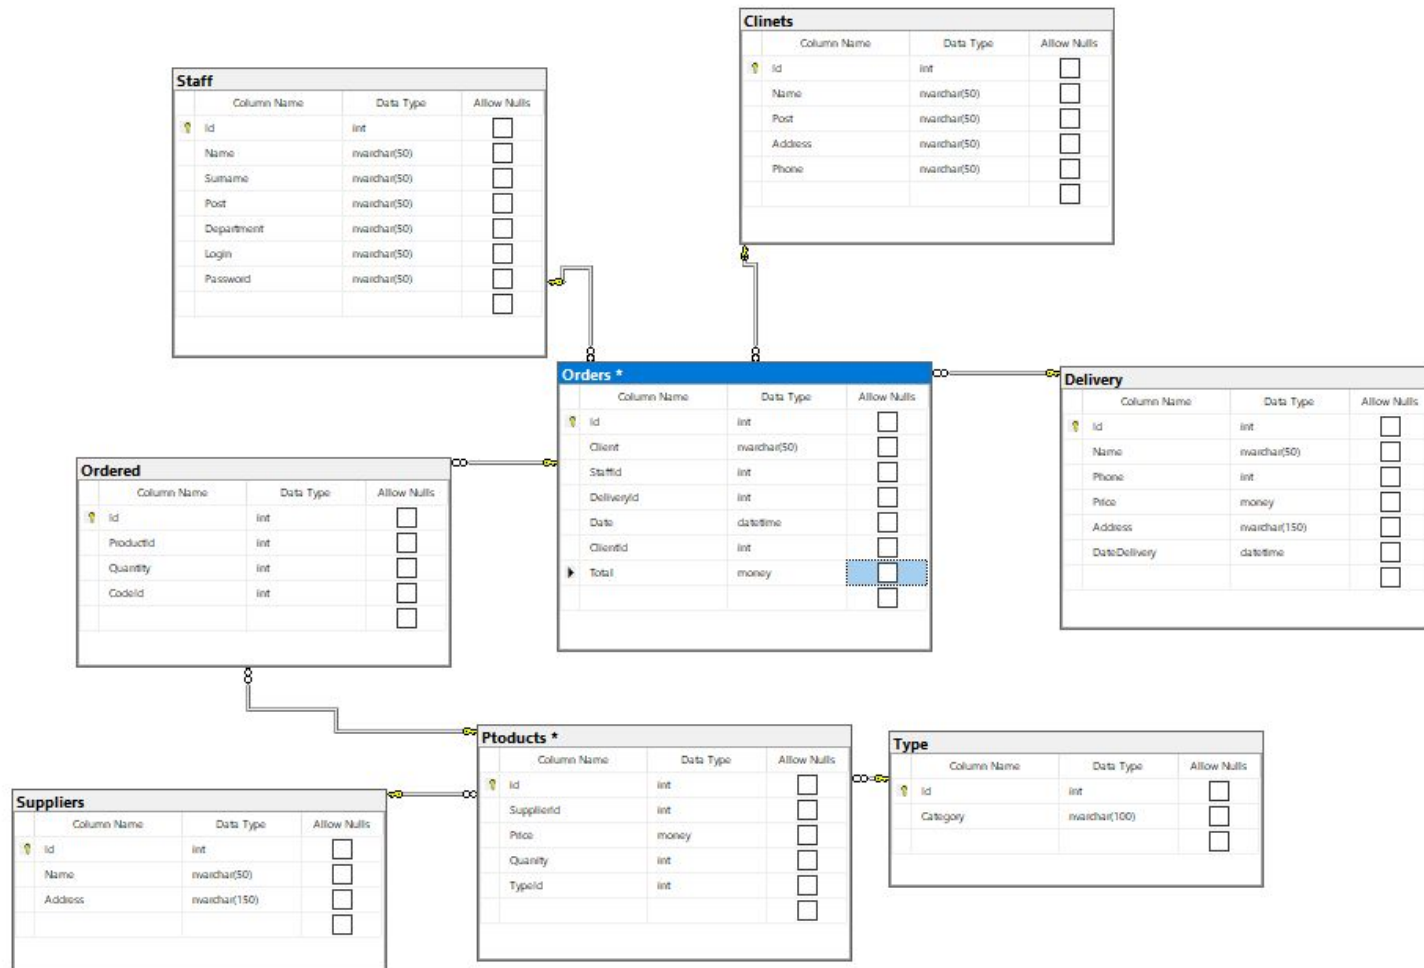 Clinets
Column Name Data Type Allow Nulls
Id int
Name nvarchar(50)
Post nvarchar(50)
Address nvarchar(50)
Phone nvarchar(50)
Staff
Column Name Data Type Allow Nulls
Id int
Name nvarchar(50)
Surname nvarchar(50)
Post nvarchar(50)
Department nvarchar(50)
Login nvarchar(50)
Password nvarchar(50)
Orders *
Column Name Data Type Allow Nulls
Id int
Client nvarchar(50)
StaffId int
DeliveryId int
Date datetime
ClientId int
Total money
Delivery
Column Name Data Type Allow Nulls
Id int
Name nvarchar(50)
Phone int
Price money
Address nvarchar(150)
DateDelivery datetime
Ordered
Column Name Data Type Allow Nulls
Id int
ProductId int
Quantity int
CodeId int
Ptoducts *
Column Name Data Type Allow Nulls
Id int
SupplierId int
Price money
Quanity int
TypeId int
Type
Column Name Data Type Allow Nulls
Id int
Category nvarchar(100)
Suppliers
Column Name Data Type Allow Nulls
Id int
Name nvarchar(50)
Address nvarchar(150)